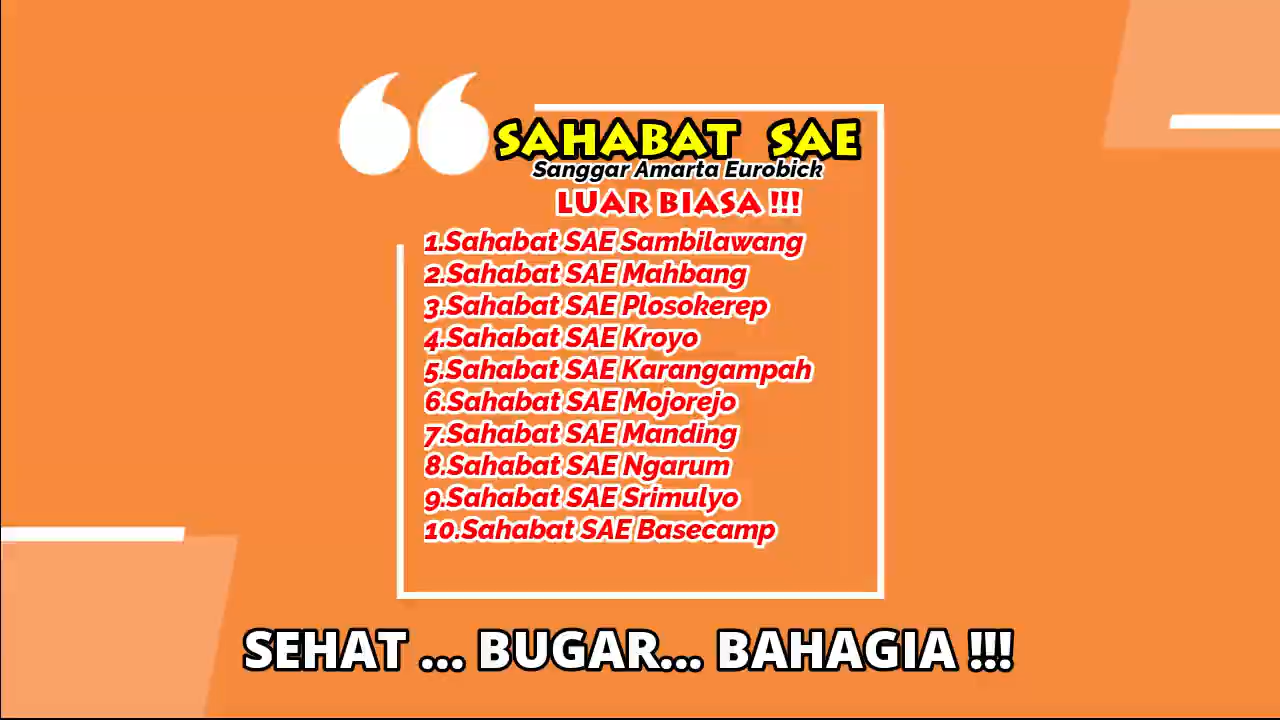 SAHABAT SAE
Sanggar Amarta Eurobick
LUAR BIASA !!!
1.Sahabat SAE Sambilawang
2.Sahabat SAE Mahbang
3.Sahabat SAE Plosokerep
4.Sahabat SAE Kroyo
5.Sahabat SAE Karangampah
6.Sahabat SAE Mojorejo
7.Sahabat SAE Manding
8.Sahabat SAE Ngarum
9.Sahabat SAE Srimulyo
10.Sahabat SAE Basecamp
SEHAT ... BUGAR... BAHAGIA !!!